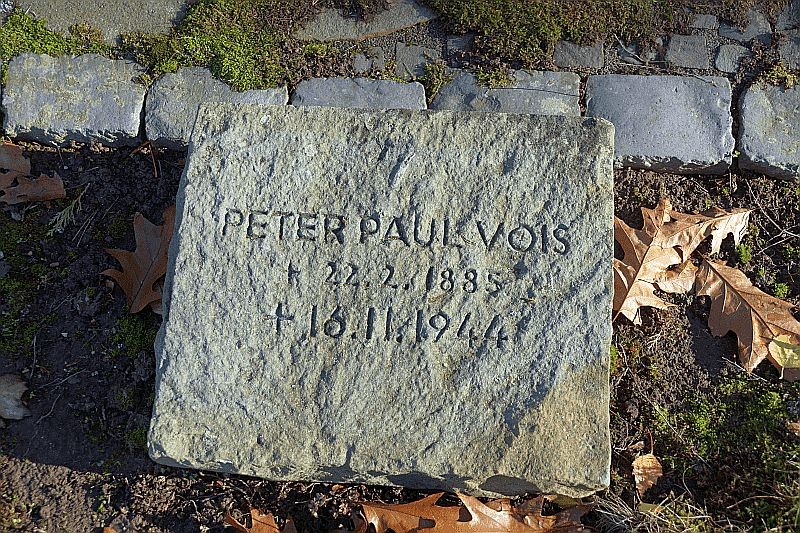 PETER PAUL VOIS
* 22.2.1885
+ 16.11.1944